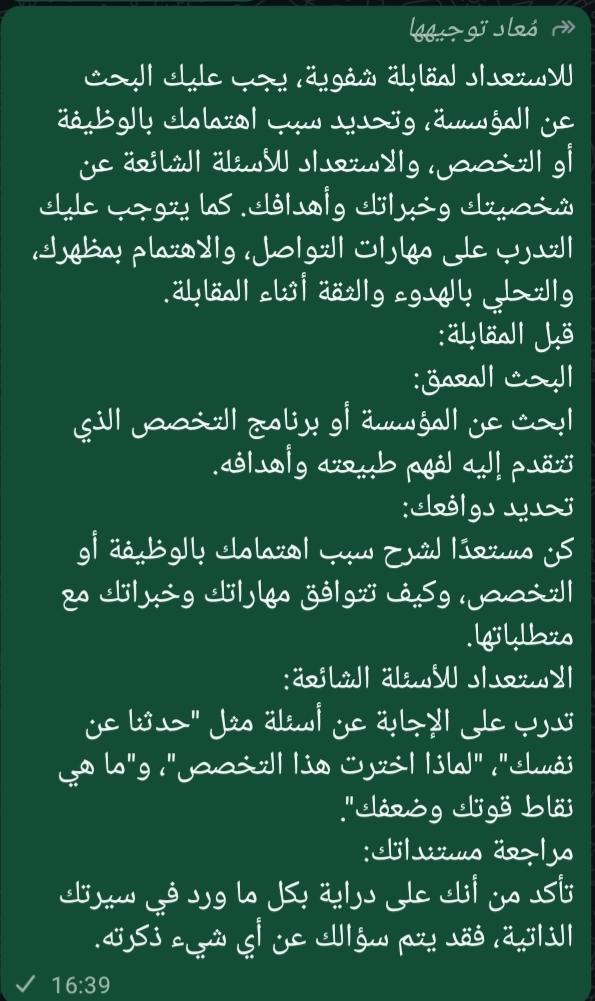 مُعاد توجيهها
للاستعداد لمقابلة شفوية، يجب عليك البحث
عن المؤسسة، وتحديد سبب اهتمامك بالوظيفة
أو التخصص، والاستعداد للأسئلة الشائعة عن
شخصيتك وخبراتك وأهدافك. كما يتوجب عليك
التدرب على مهارات التواصل، والاهتمام بمظهرك،
والتحلي بالهدوء والثقة أثناء المقابلة.
قبل المقابلة:
البحث المعمق:
ابحث عن المؤسسة أو برنامج التخصص الذي
تتقدم إليه لفهم طبيعته وأهدافه.
تحديد دوافعك:
كن مستعدًا لشرح سبب اهتمامك بالوظيفة أو
التخصص، وكيف تتوافق مهاراتك وخبراتك مع
متطلباتها.
الاستعداد للأسئلة الشائعة:
تدرب على الإجابة عن أسئلة مثل "حدثنا عن
نفسك"، "لماذا اخترت هذا التخصص"، و"ما هي
نقاط قوتك وضعفك".
مراجعة مستنداتك:
تأكد من أنك على دراية بكل ما ورد في سيرتك
الذاتية، فقد يتم سؤالك عن أي شيء ذكرته.
16:39